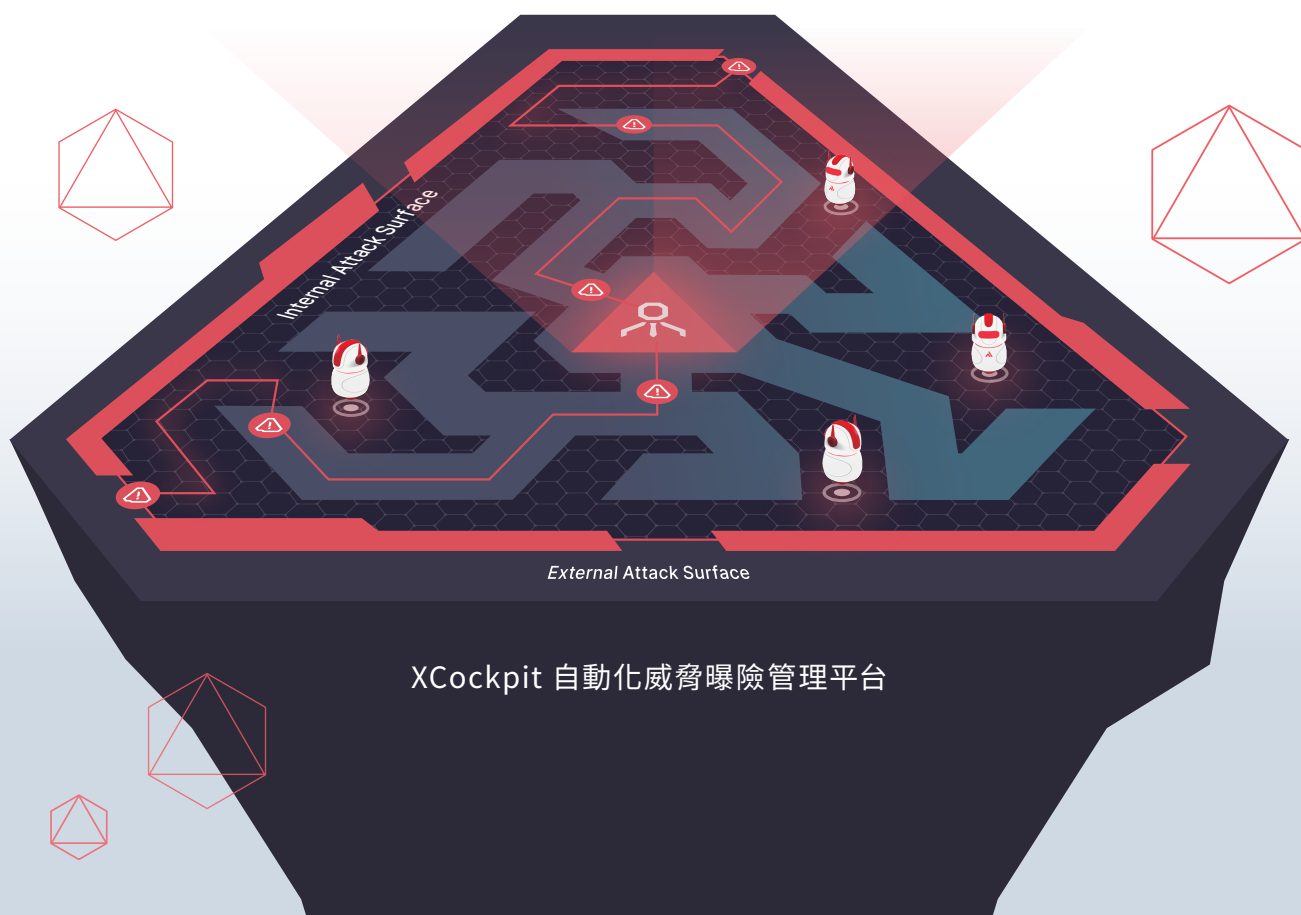 Internal Attack Surface
External Attack Surface
XCockpit 自動化威脅曝險管理平台